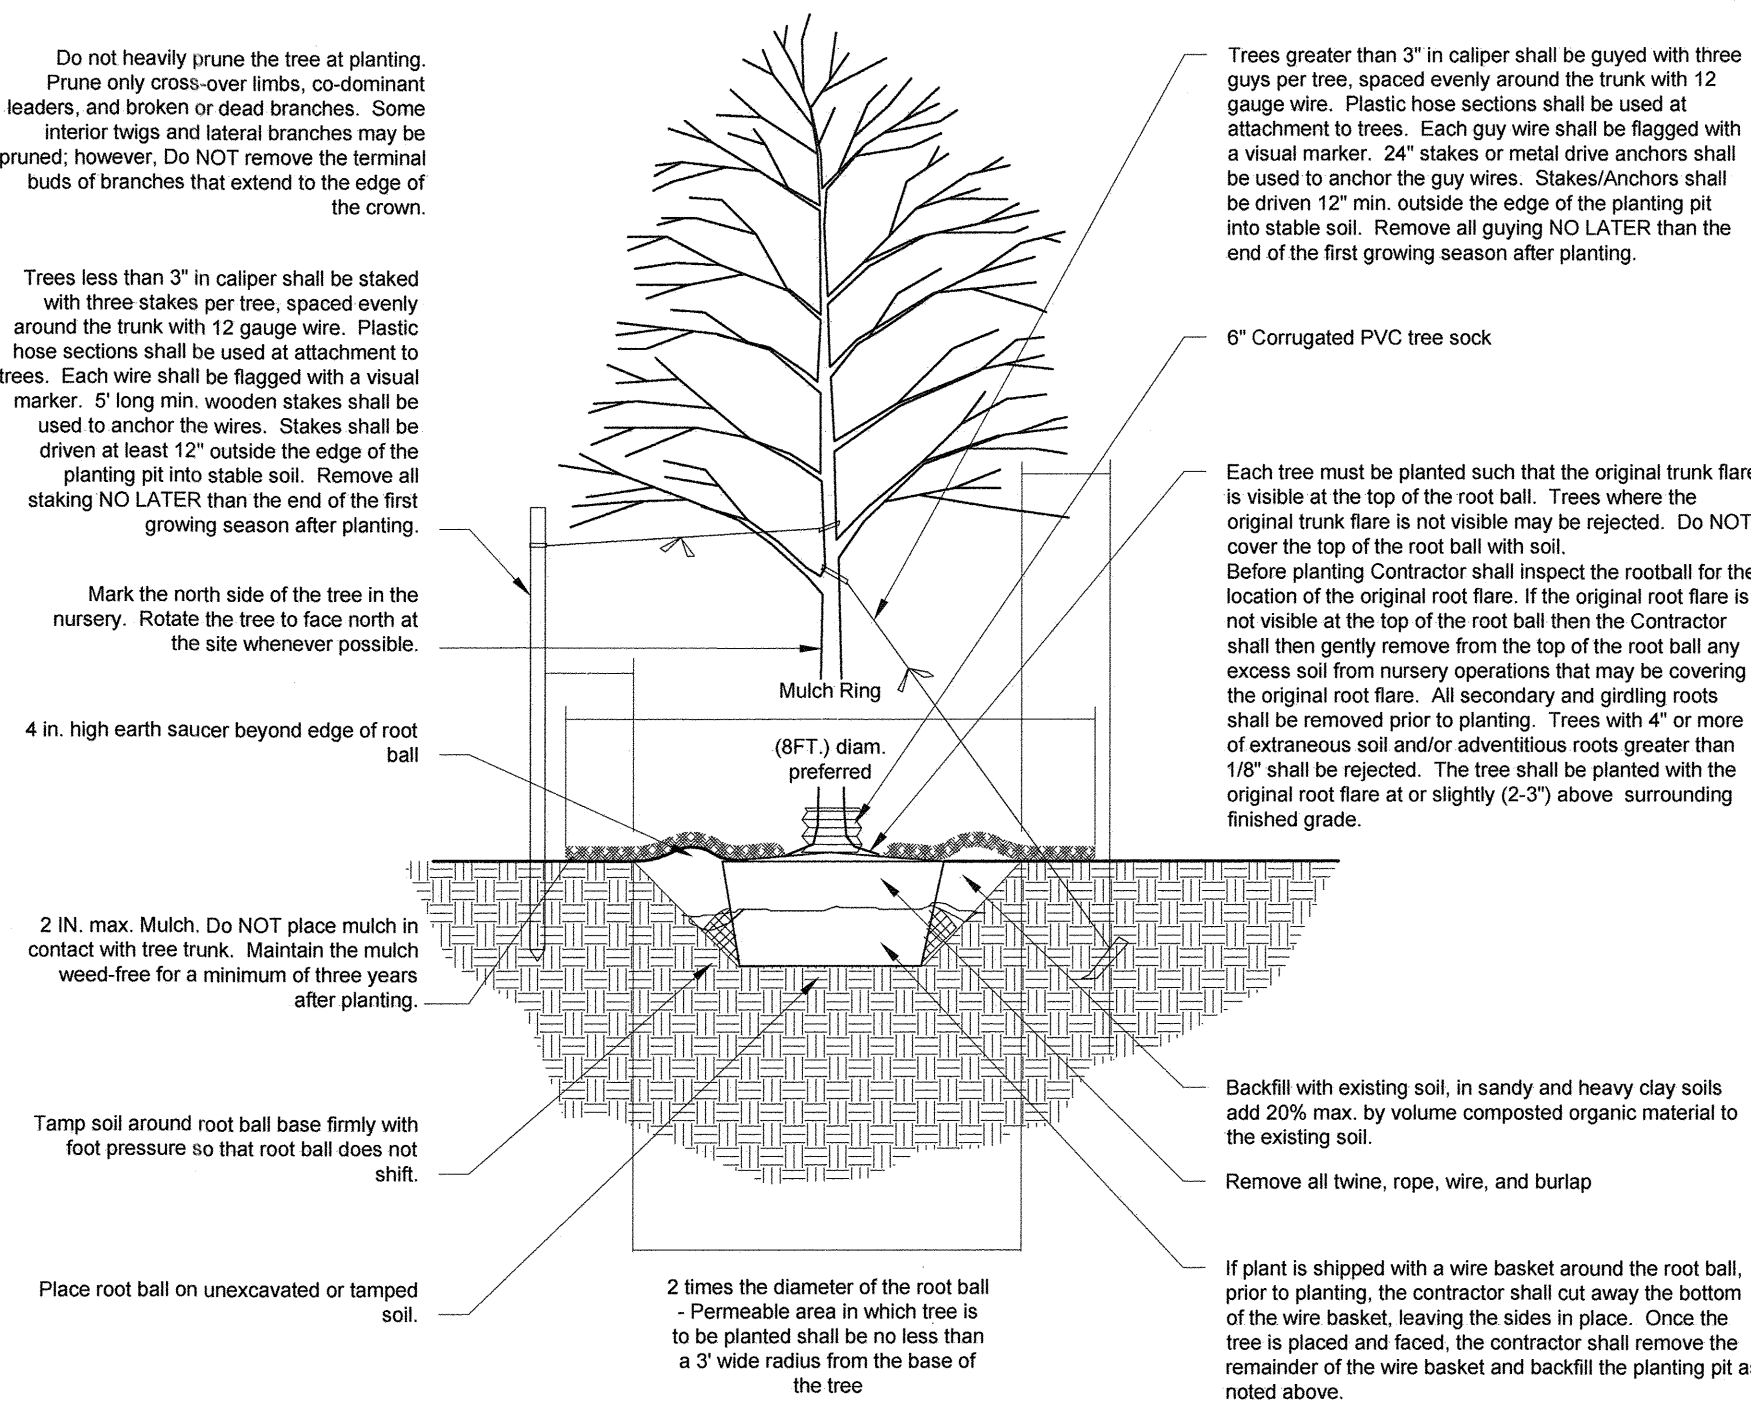 Do not heavily prune the tree at planting.
Prune only cross-over limbs, co-dominant
leaders, and broken or dead branches. Some
interior twigs and lateral branches may be
pruned; however, Do NOT remove the terminal
buds of branches that extend to the edge of
the crown.
Trees less than 3" in caliper shall be staked
with three stakes per tree, spaced evenly
around the trunk with 12 gauge wire. Plastic
hose sections shall be used at attachment to
trees. Each wire shall be flagged with a visual
marker. 5' long min. wooden stakes shall be
used to anchor the wires. Stakes shall be
driven at least 12" outside the edge of the
planting pit into stable soil. Remove all
staking NO LATER than the end of the first
growing season after planting.
Mark the north side of the tree in the
nursery. Rotate the tree to face north at
the site whenever possible.
4 in. high earth saucer beyond edge of root
ball
2 IN. max. Mulch. Do NOT place mulch in
contact with tree trunk. Maintain the mulch
weed-free for a minimum of three years
after planting.
Tamp soil around root ball base firmly with
foot pressure so that root ball does not
shift.
Place root ball on unexcavated or tamped
soil.
Mulch Ring
(8FT.) diam.
preferred
2 times the diameter of the root ball
- Permeable area in which tree is
to be planted shall be no less than
a 3' wide radius from the base of
the tree
Trees greater than 3" in caliper shall be guyed with three
guys per tree, spaced evenly around the trunk with 12
gauge wire. Plastic hose sections shall be used at
attachment to trees. Each guy wire shall be flagged with
a visual marker. 24" stakes or metal drive anchors shall
be used to anchor the guy wires. Stakes/Anchors shall
be driven 12" min. outside the edge of the planting pit
into stable soil. Remove all guying NO LATER than the
end of the first growing season after planting.
6" Corrugated PVC tree sock
Each tree must be planted such that the original trunk flare
is visible at the top of the root ball. Trees where the
original trunk flare is not visible may be rejected. Do NOT
cover the top of the root ball with soil.
Before planting Contractor shall inspect the rootball for the
location of the original root flare. If the original root flare is
not visible at the top of the root ball then the Contractor
shall then gently remove from the top of the root ball any
excess soil from nursery operations that may be covering
the original root flare. All secondary and girdling roots
shall be removed prior to planting. Trees with 4" or more
of extraneous soil and/or adventitious roots greater than
1/8" shall be rejected. The tree shall be planted with the
original root flare at or slightly (2-3") above surrounding
finished grade.
Backfill with existing soil, in sandy and heavy clay soils
add 20% max. by volume composted organic material to
the existing soil.
Remove all twine, rope, wire, and burlap
If plant is shipped with a wire basket around the root ball,
prior to planting, the contractor shall cut away the bottom
of the wire basket, leaving the sides in place. Once the
tree is placed and faced, the contractor shall remove the
remainder of the wire basket and backfill the planting pit as
noted above.